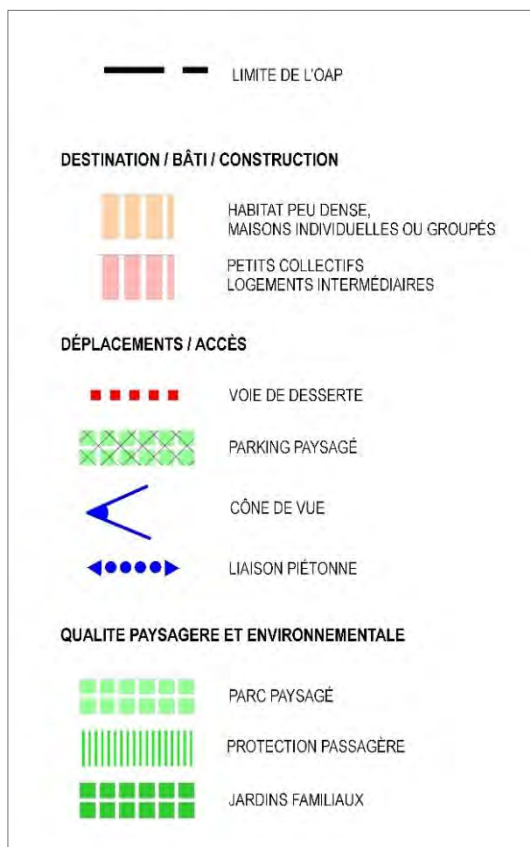 LIMITE DE L'OAP
DESTINATION / BÂTI / CONSTRUCTION
HABITAT PEU DENSE,
MAISONS INDIVIDUELLES OU GROUPÉS
PETITS COLLECTIFS
LOGEMENTS INTERMÉDIAIRES
DÉPLACEMENTS / ACCÈS
VOIE DE DESSERTE
PARKING PAYSAGÉ
CÔNE DE VUE
LIAISON PIÉTONNE
QUALITE PAYSAGERE ET ENVIRONNEMENTALE
PARC PAYSAGÉ
PROTECTION PASSAGÈRE
JARDINS FAMILIAUX